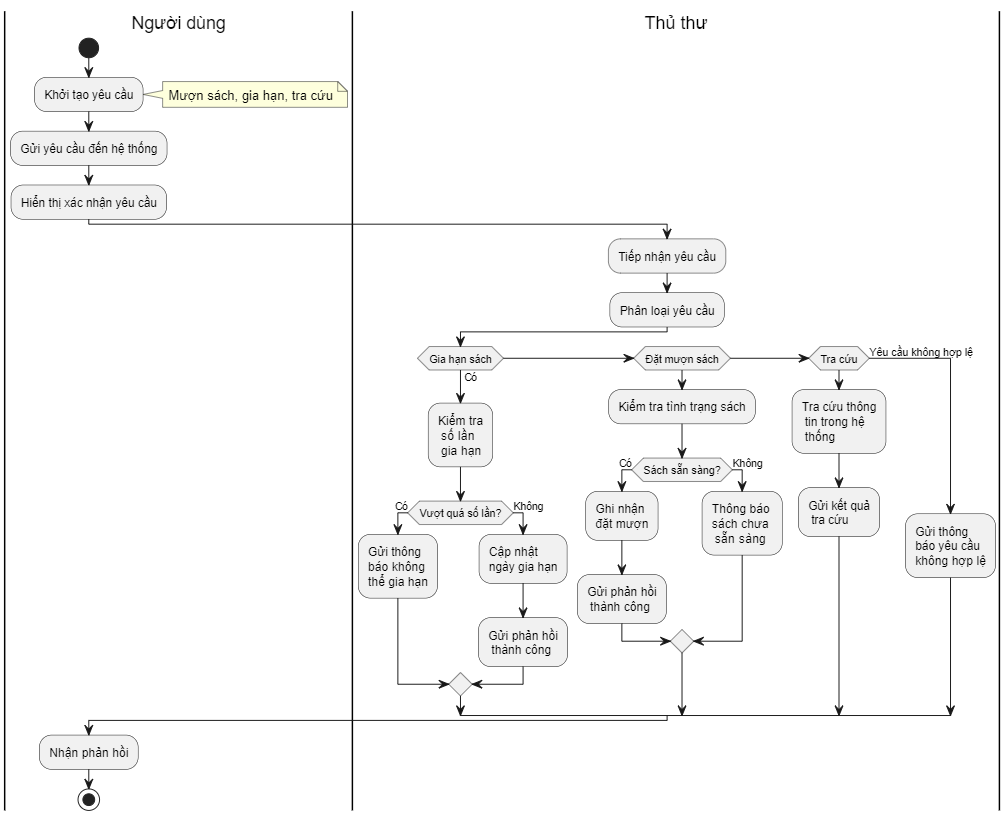 Người dùng
Thủ thư
Khởi tạo yêu cầu
Mượn sách, gia hạn, tra cứu
Gửi yêu cầu đến hệ thống
Hiển thị xác nhận yêu cầu
Tiếp nhận yêu cầu
Phân loại yêu cầu
Gia hạn sách
Có
Kiểm tra
số lần
gia hạn
Vượt quá số lần?
Có
Gửi thông
báo không
thể gia hạn
Không
Cập nhật
ngày gia hạn
Gửi phản hồi
thành công
Đặt mượn sách
Kiểm tra tình trạng sách
Sách sẵn sàng?
Có
Ghi nhận
đặt mượn
Gửi phản hồi
thành công
Không
Thông báo
sách chưa
sẵn sàng
Tra cứu
Tra cứu thông
tin trong hệ
thống
Gửi kết quả
tra cứu
Yêu cầu không hợp lệ
Gửi thông
báo yêu cầu
không hợp lệ
Nhận phản hồi